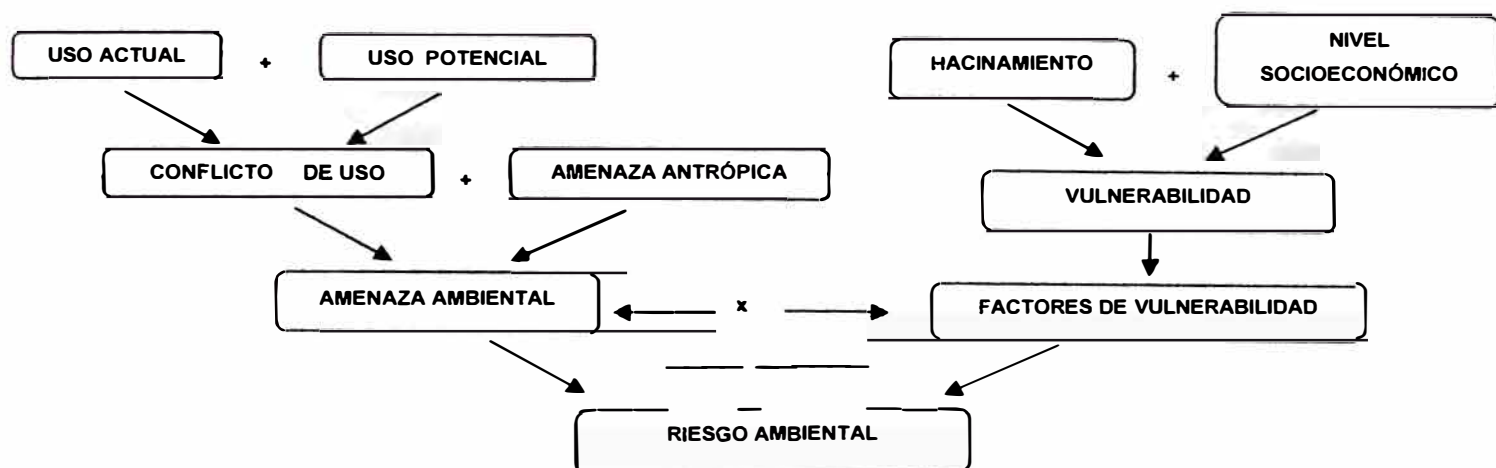 USO ACTUAL + USO POTENCIAL
HACINAMIENTO + NIVEL
SOCIOECONÓMICO
CONFLICTO DE USO + AMENAZA ANTRÓPICA
VULNERABILIDAD
AMENAZA AMBIENTAL x FACTORES DE VULNERABILIDAD
RIESGO AMBIENTAL